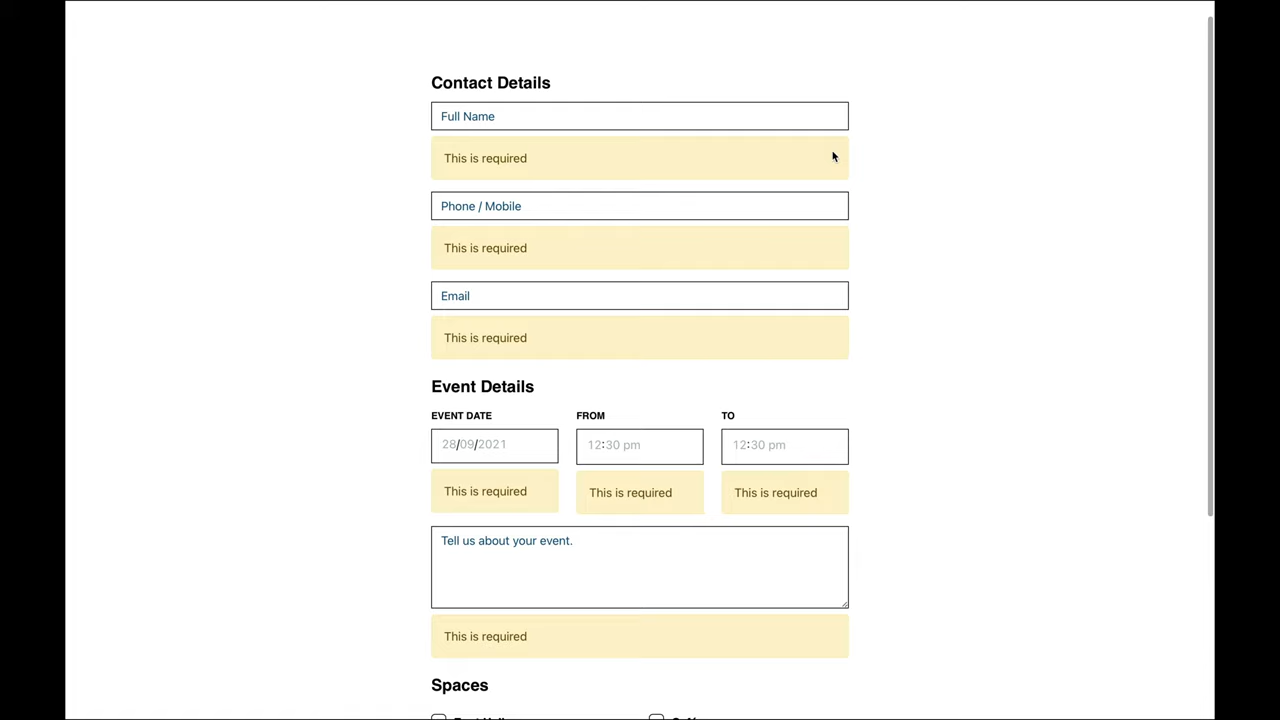 Contact Details
Full Name
This is required
Phone / Mobile
This is required
Email
This is required
Event Details
EVENT DATE FROM TO
28/09/2021 12:30 pm 12:30 pm
This is required This is required This is required
Tell us about your event.
This is required
Spaces